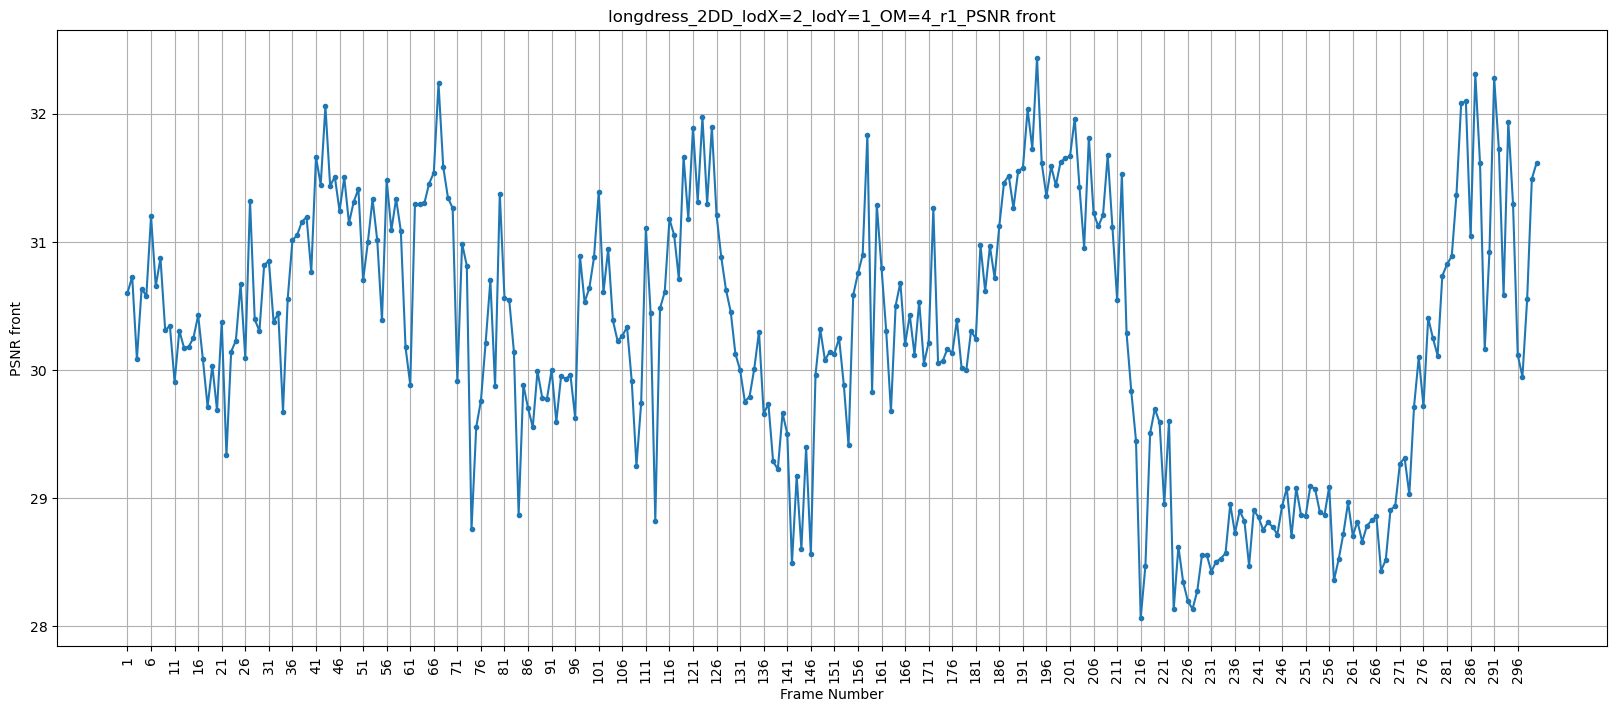 longdress_2DD_lodX=2_lodY=1_OM=4_r1_PSNR front
PSNR front
32
31
30
29
28
1 6 11 16 21 26 31 36 41 46 51 56 61 66 71 76 81 86 91 96 101 106 111 116 121 126 131 136 141 146 151 156 161 166 171 176 181 186 191 196 201 206 211 216 221 226 231 236 241 246 251 256 261 266 271 276 281 286 291 296
Frame Number